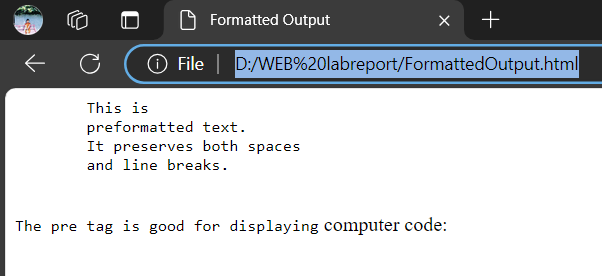 Formatted Output
File | D:/WEB%20labreport/FormattedOutput.html
This is
preformatted text.
It preserves both spaces
and line breaks.
The pre tag is good for displaying computer code: